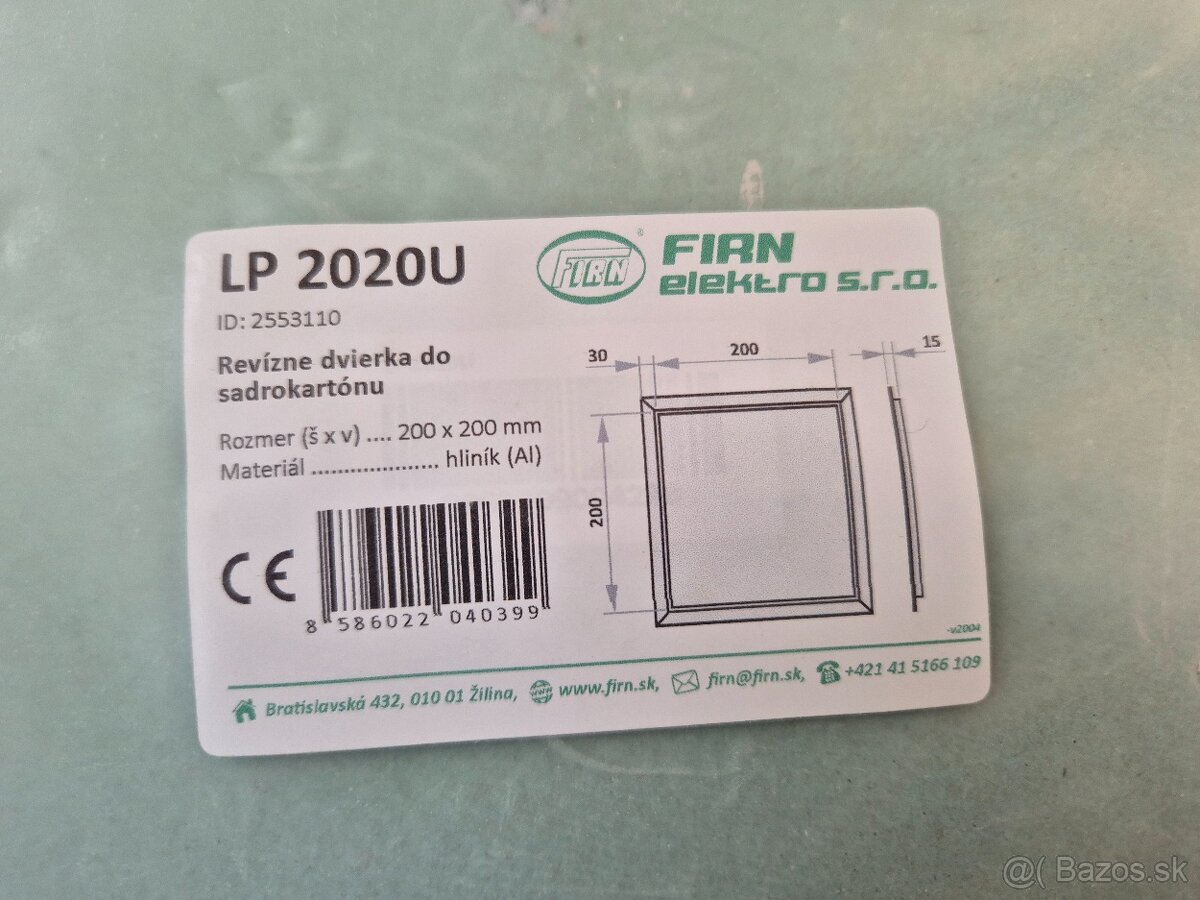 LP 2020U
ID: 2553110
Revízne dvierka do
sadrokartónu
Rozmer (š x v) .... 200 x 200 mm
Materiál ..................... hliník (Al)
FIRN
®
FIRN
elektro s.r.o.
30
200
15
200
CE
8 586022 040399
-v2004
Bratislavská 432, 010 01 Žilina, www www.firn.sk, firn@firn.sk, +421 41 5166 109
@( Bazos.sk